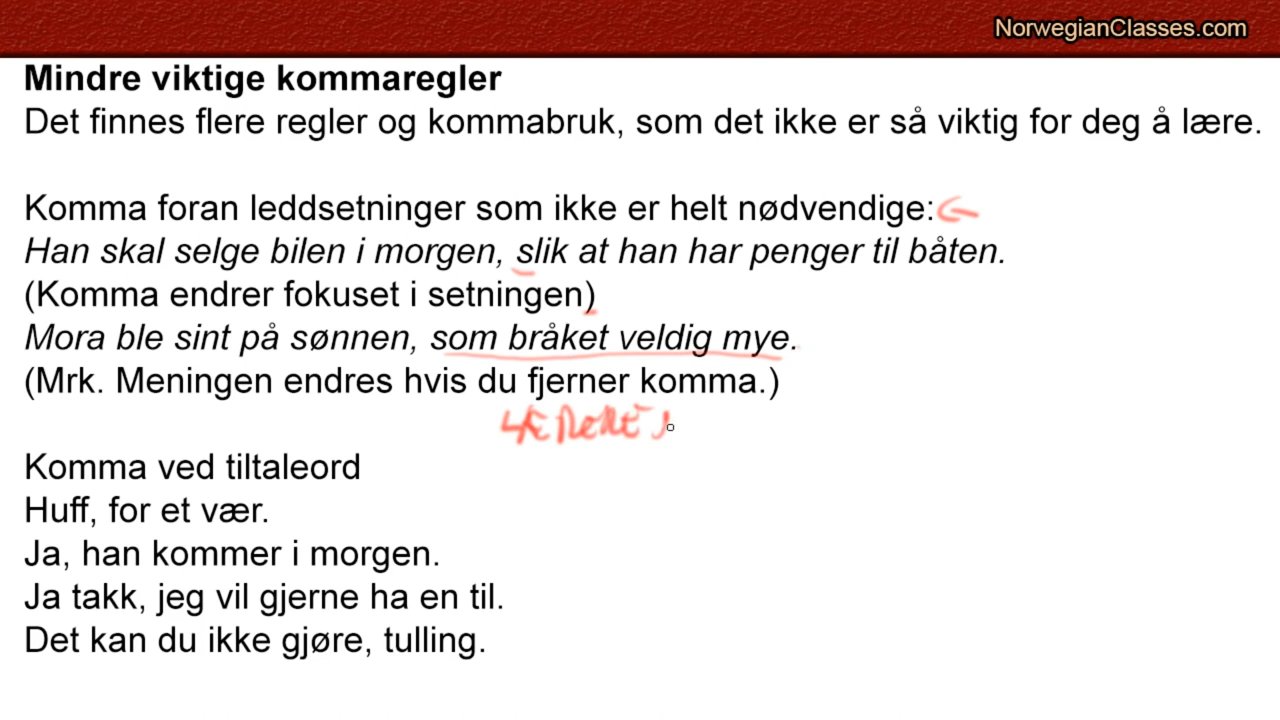 NorwegianClasses.com
Mindre viktige kommaregler
Det finnes flere regler og kommabruk, som det ikke er så viktig for deg å lære.
Komma foran leddsetninger som ikke er helt nødvendige:
Han skal selge bilen i morgen, slik at han har penger til båten.
(Komma endrer fokuset i setningen)
Mora ble sint på sønnen, som bråket veldig mye.
(Mrk. Meningen endres hvis du fjerner komma.)
Komma ved tiltaleord
Huff, for et vær.
Ja, han kommer i morgen.
Ja takk, jeg vil gjerne ha en til.
Det kan du ikke gjøre, tulling.